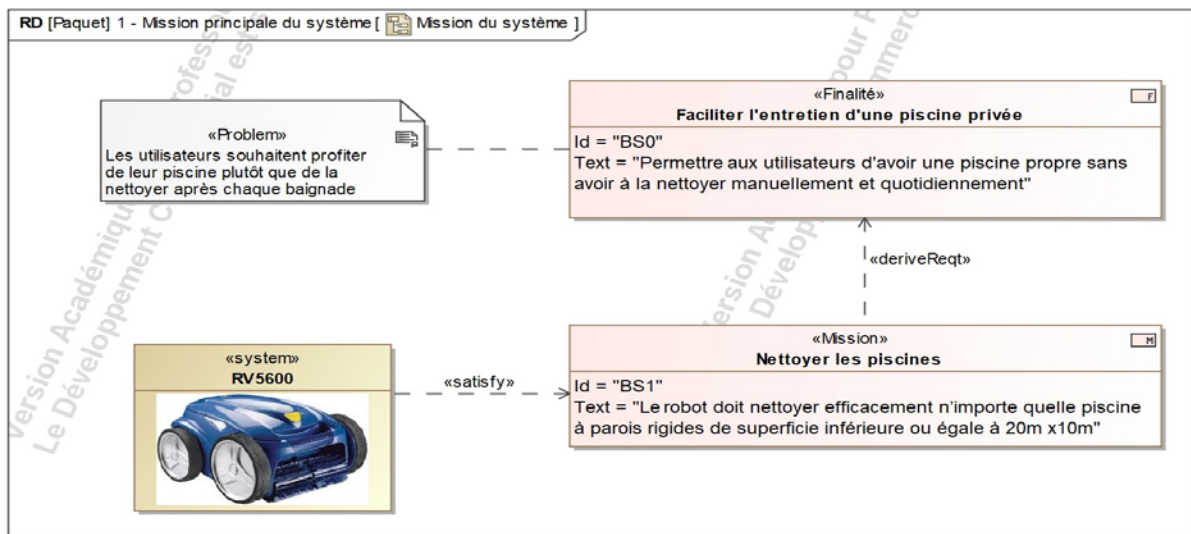 RD [Paquet] 1 - Mission principale du système [ Mission du système ]
«Problem»
Les utilisateurs souhaitent profiter
de leur piscine plutôt que de la
nettoyer après chaque baignade
«Finalité»
F
Faciliter l'entretien d'une piscine privée
Id = "BS0"
Text = "Permettre aux utilisateurs d'avoir une piscine propre sans
avoir à la nettoyer manuellement et quotidiennement"
«deriveReqt»
«system»
RV5600
«satisfy»
«Mission»
M
Nettoyer les piscines
Id = "BS1"
Text = "Le robot doit nettoyer efficacement n'importe quelle piscine
à parois rigides de superficie inférieure ou égale à 20m x10m"
Version Académique
Le Développement